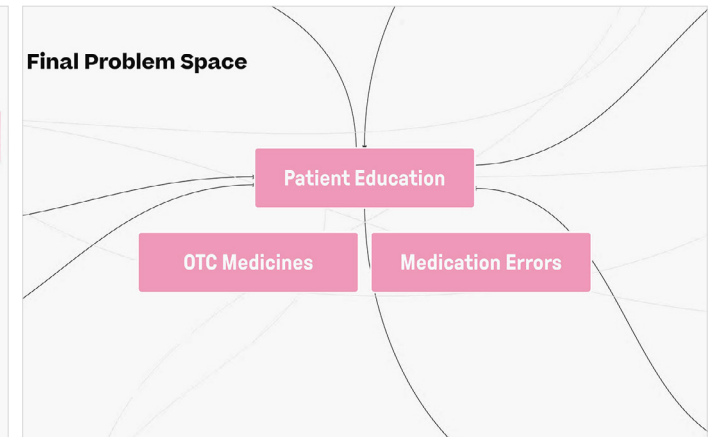 Final Problem Space
Patient Education
OTC Medicines
Medication Errors